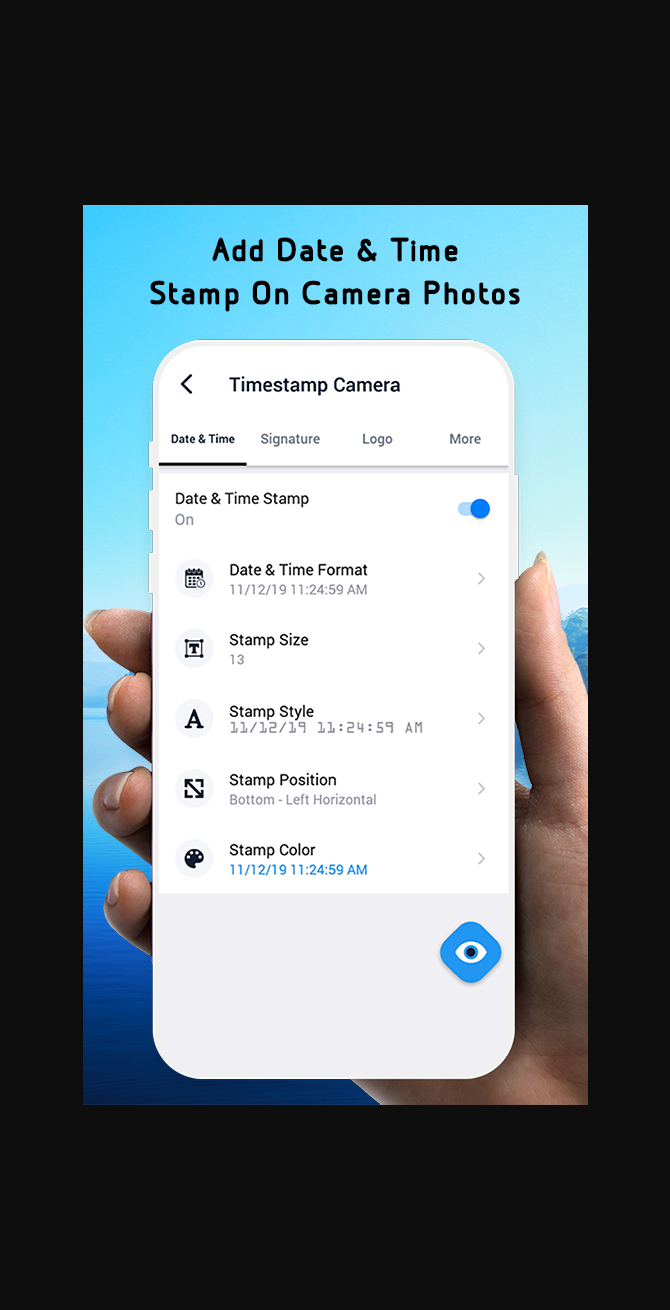 Add Date & Time
Stamp On Camera Photos
Timestamp Camera
Date & Time
Signature
Logo
More
Date & Time Stamp
On
Date & Time Format
11/12/19 11:24:59 AM
Stamp Size
13
Stamp Style
11/12/19 11:24:59 AM
Stamp Position
Bottom - Left Horizontal
Stamp Color
11/12/19 11:24:59 AM